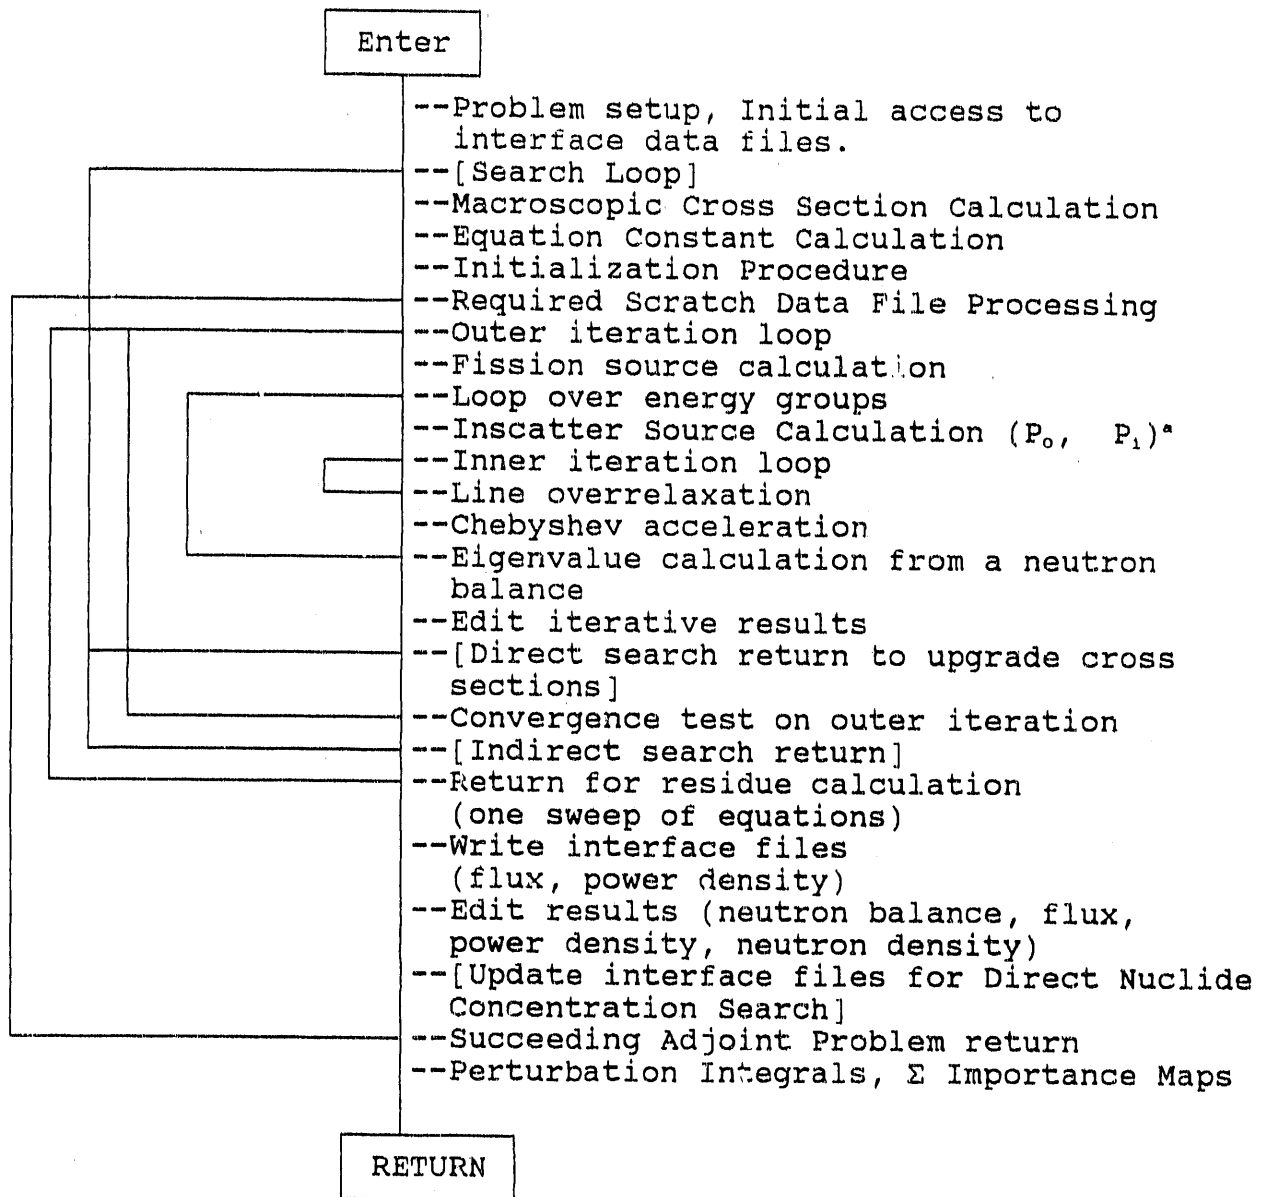 Enter
--Problem setup, Initial access to
interface data files.
--[Search Loop]
--Macroscopic Cross Section Calculation
--Equation Constant Calculation
--Initialization Procedure
--Required Scratch Data File Processing
--Outer iteration loop
--Fission source calculation
--Loop over energy groups
--Inscatter Source Calculation (P₀, P₁)ᵃ
--Inner iteration loop
--Line overrelaxation
--Chebyshev acceleration
--Eigenvalue calculation from a neutron
balance
--Edit iterative results
--[Direct search return to upgrade cross
sections]
--Convergence test on outer iteration
--[Indirect search return]
--Return for residue calculation
(one sweep of equations)
--Write interface files
(flux, power density)
--Edit results (neutron balance, flux,
power density, neutron density)
--[Update interface files for Direct Nuclide
Concentration Search]
--Succeeding Adjoint Problem return
--Perturbation Integrals, Σ Importance Maps
RETURN